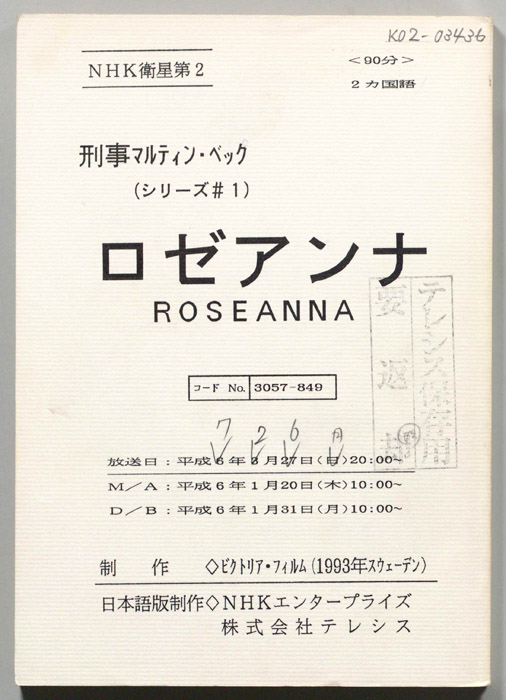 K02-03436
NHK衛星第2
＜90分＞
2カ国語
刑事マルティン・ベック
(シリーズ#1)
ロゼアンナ
ROSEANNA
テレシス保存用
要返却
コード No. 3057-849
7 2 6 月
放送日：平成6年3月27日(日)20:00~
M/A：平成6年1月20日(木)10:00~
D/B：平成6年1月31日(月)10:00~
制作 ◇ビクトリア・フィルム(1993年スウェーデン)
日本語版制作◇NHKエンタープライズ
株式会社テレシス